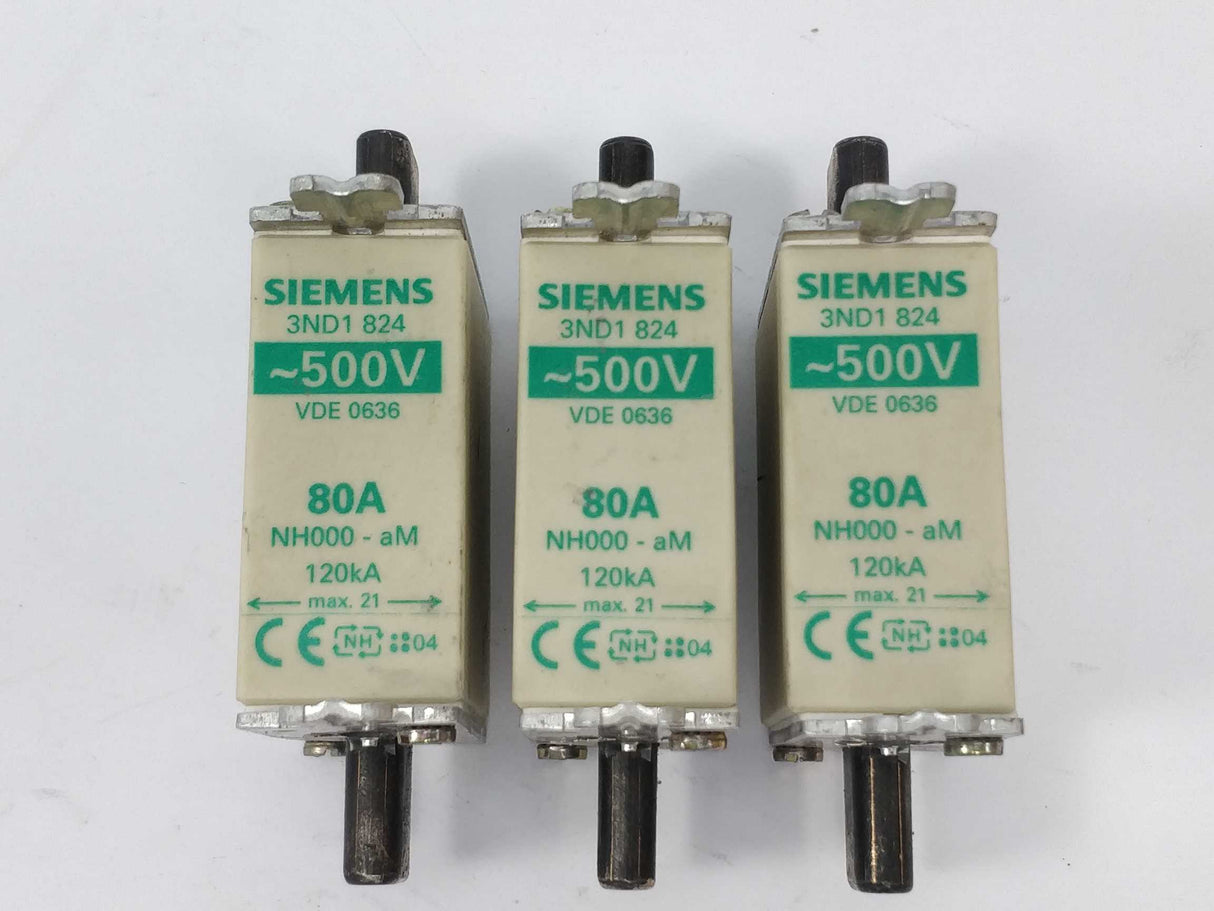 SIEMENS
3ND1 824
~500V
VDE 0636
80A
NH000 - aM
120kA
max. 21
CE NH 04
SIEMENS
3ND1 824
~500V
VDE 0636
80A
NH000 - aM
120kA
max. 21
CE NH 04
SIEMENS
3ND1 824
~500V
VDE 0636
80A
NH000 - aM
120kA
max. 21
CE NH 04